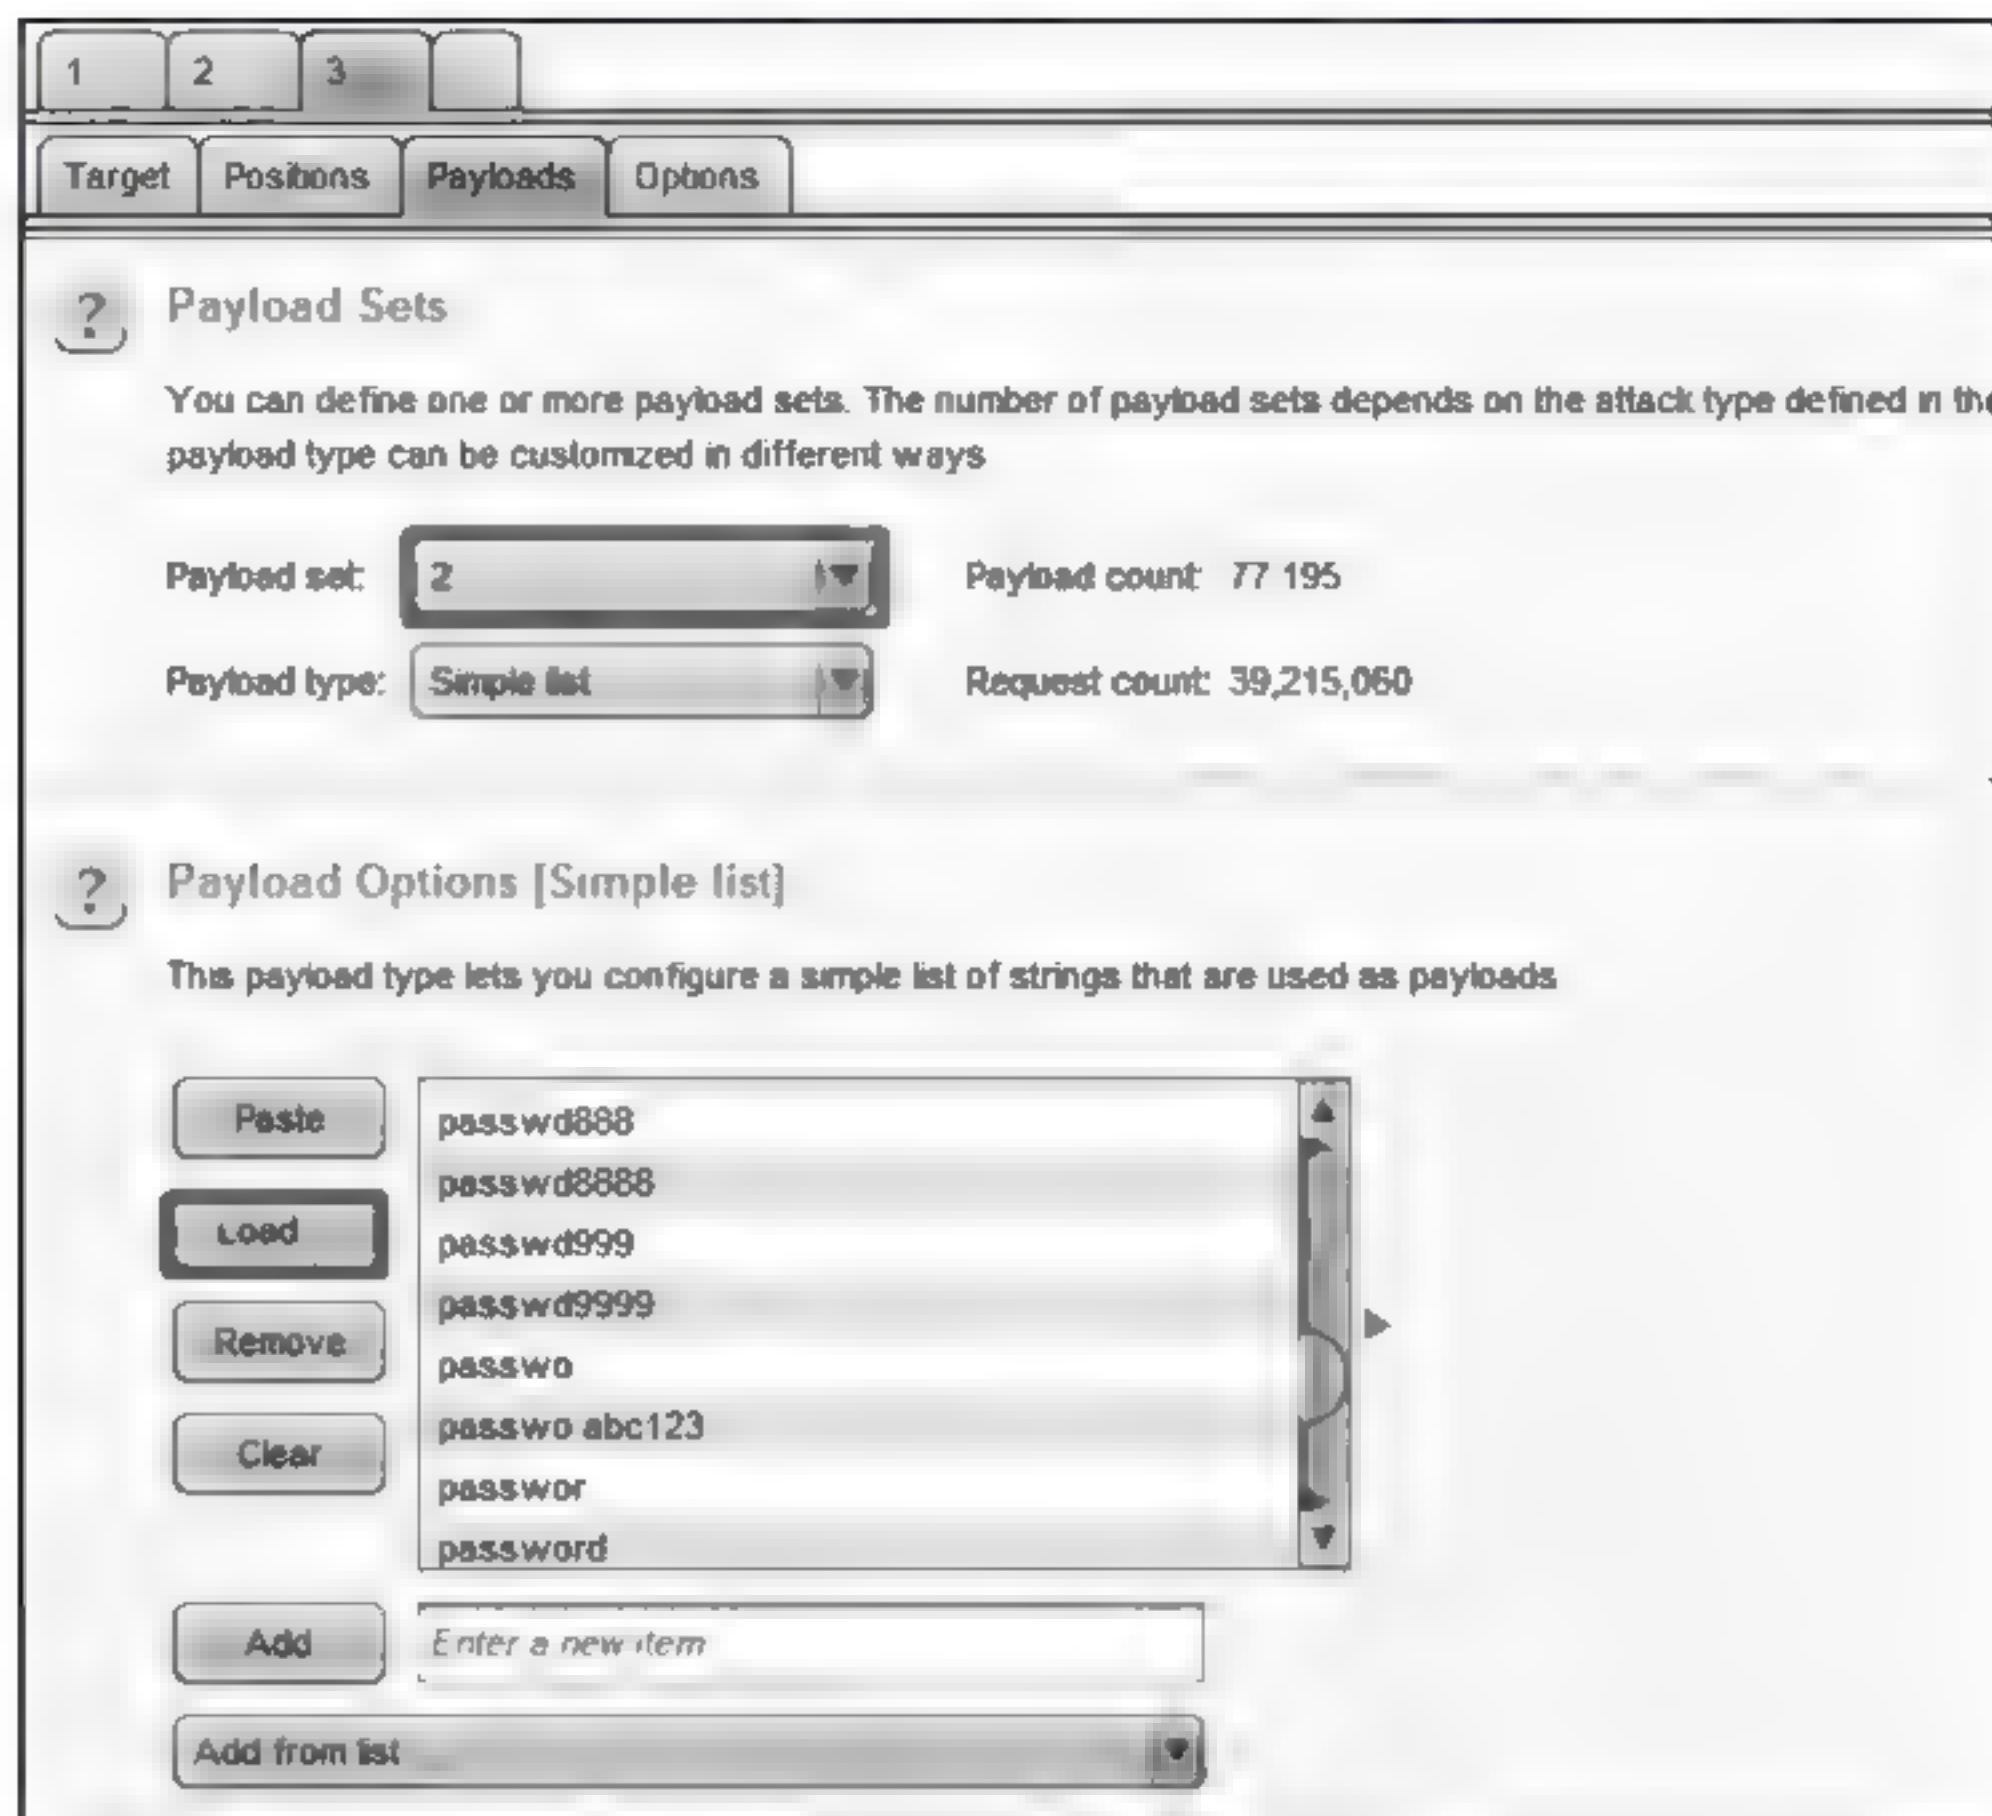 1 2 3
Target Positions Payloads Options
? Payload Sets
You can define one or more payload sets. The number of payload sets depends on the attack type defined in the
payload type can be customized in different ways
Payload set: 2 Payload count: 77 195
Payload type: Simple list Request count: 39,215,060
? Payload Options [Simple list]
This payload type lets you configure a simple list of strings that are used as payloads
Paste
Load
Remove
Clear
passwd888
passwd8888
passwd999
passwd9999
passwo
passwo abc123
passwor
password
Add Enter a new item
Add from list